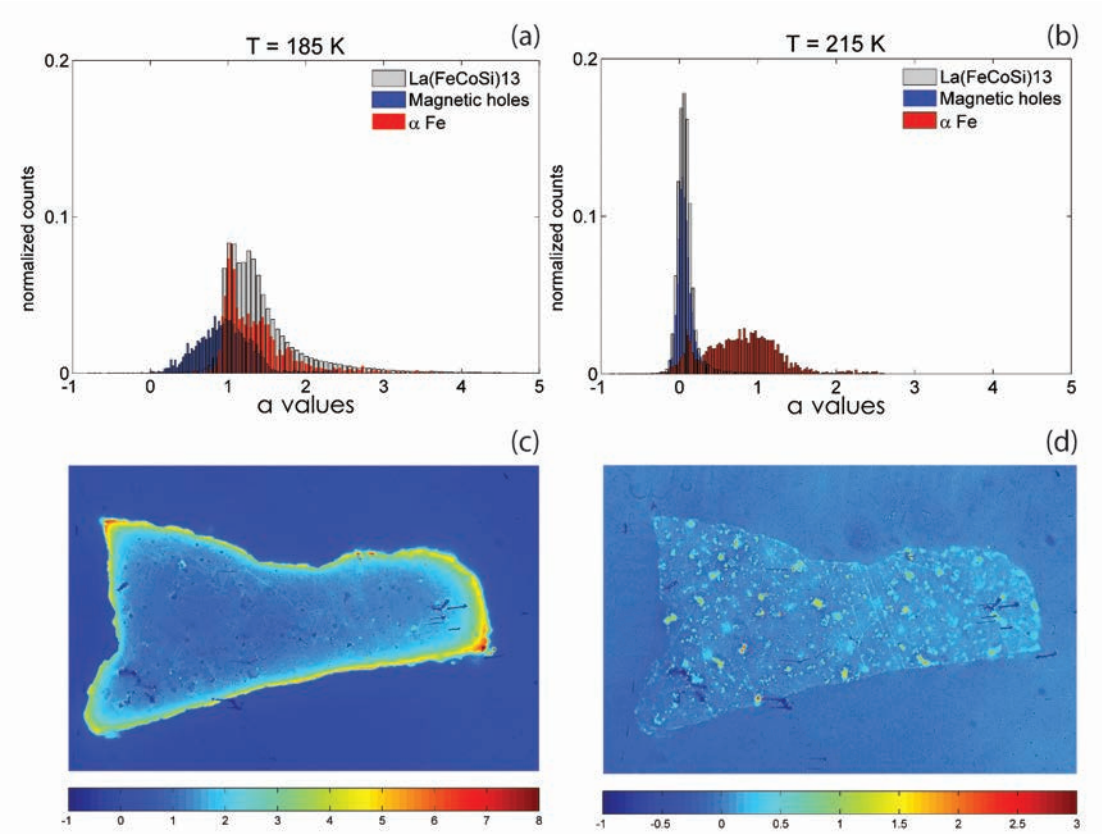 (a)
T = 185 K
0.2
0.1
0
normalized counts
La(FeCoSi)13
Magnetic holes
α Fe
-1 0 1 2 3 4 5
α values
(b)
T = 215 K
0.2
0.1
0
normalized counts
La(FeCoSi)13
Magnetic holes
α Fe
-1 0 1 2 3 4 5
α values
(c)
-1 0 1 2 3 4 5 6 7 8
(d)
-1 -0.5 0 0.5 1 1.5 2 2.5 3